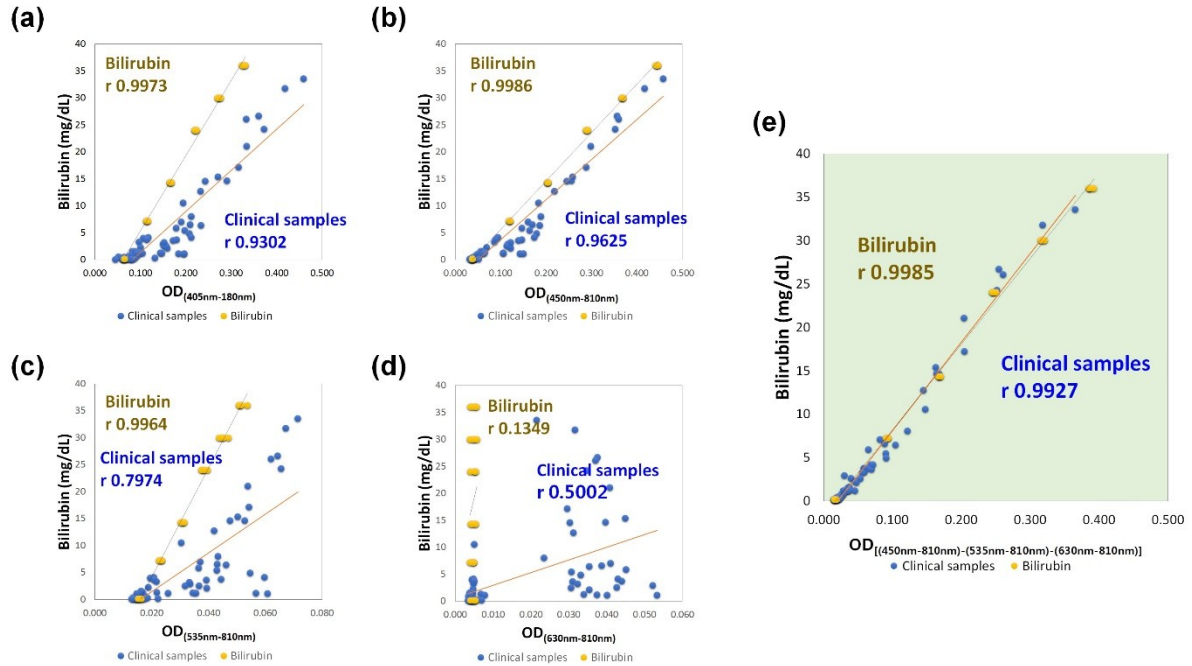 (a)
Bilirubin
r 0.9973
Clinical samples
r 0.9302
Bilirubin (mg/dL)
40
35
30
25
20
15
10
5
0
0.000 0.100 0.200 0.300 0.400 0.500
OD(405nm-180nm)
Clinical samples Bilirubin
(b)
Bilirubin
r 0.9986
Clinical samples
r 0.9625
Bilirubin (mg/dL)
40
35
30
25
20
15
10
5
0
0.000 0.100 0.200 0.300 0.400 0.500
OD(450nm-810nm)
Clinical samples Bilirubin
(c)
Bilirubin
r 0.9964
Clinical samples
r 0.7974
Bilirubin (mg/dL)
40
35
30
25
20
15
10
5
0
0.000 0.020 0.040 0.060 0.080
OD(535nm-810nm)
Clinical samples Bilirubin
(d)
Bilirubin
r 0.1349
Clinical samples
r 0.5002
Bilirubin (mg/dL)
40
35
30
25
20
15
10
5
0
0.000 0.010 0.020 0.030 0.040 0.050 0.060
OD(630nm-810nm)
Clinical samples Bilirubin
(e)
Bilirubin
r 0.9985
Clinical samples
r 0.9927
Bilirubin (mg/dL)
40
35
30
25
20
15
10
5
0
0.000 0.100 0.200 0.300 0.400 0.500
OD[(450nm-810nm)-(535nm-810nm)-(630nm-810nm)]
Clinical samples Bilirubin